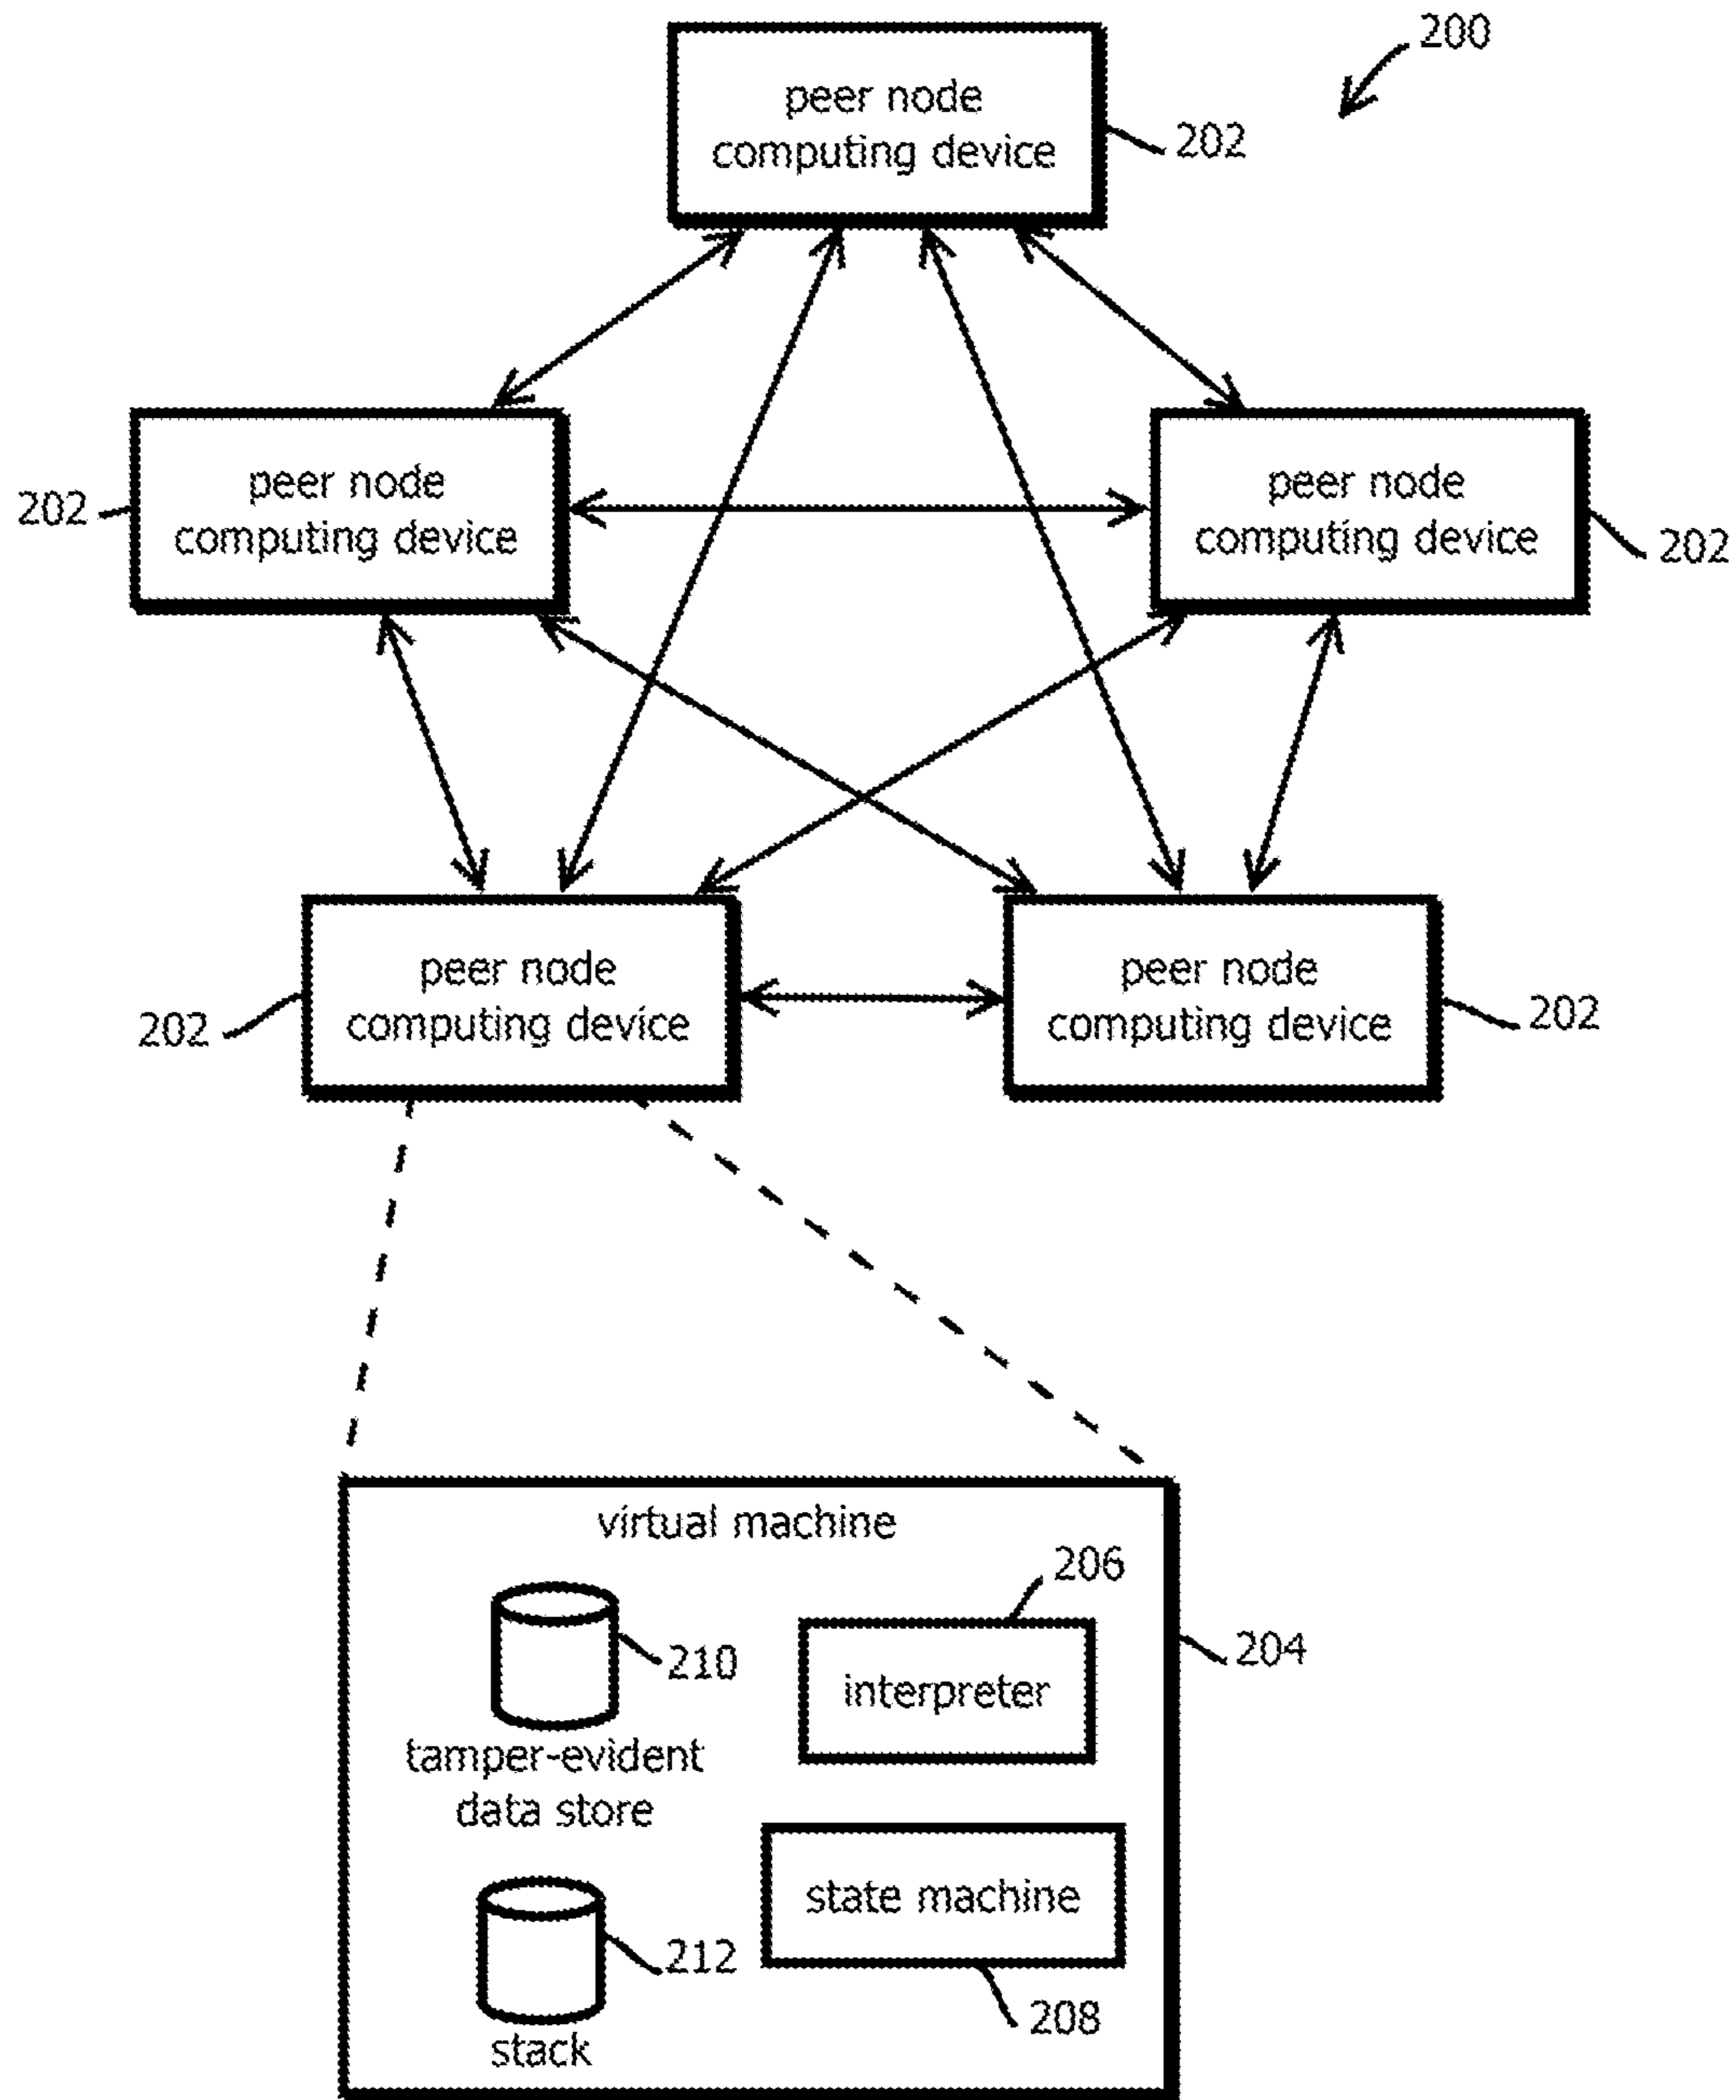 200
peer node
computing device
202
peer node
computing device
202
peer node
computing device
202
peer node
computing device
202
peer node
computing device
202
virtual machine
206
210
interpreter
204
tamper-evident
data store
state machine
212
208
stack